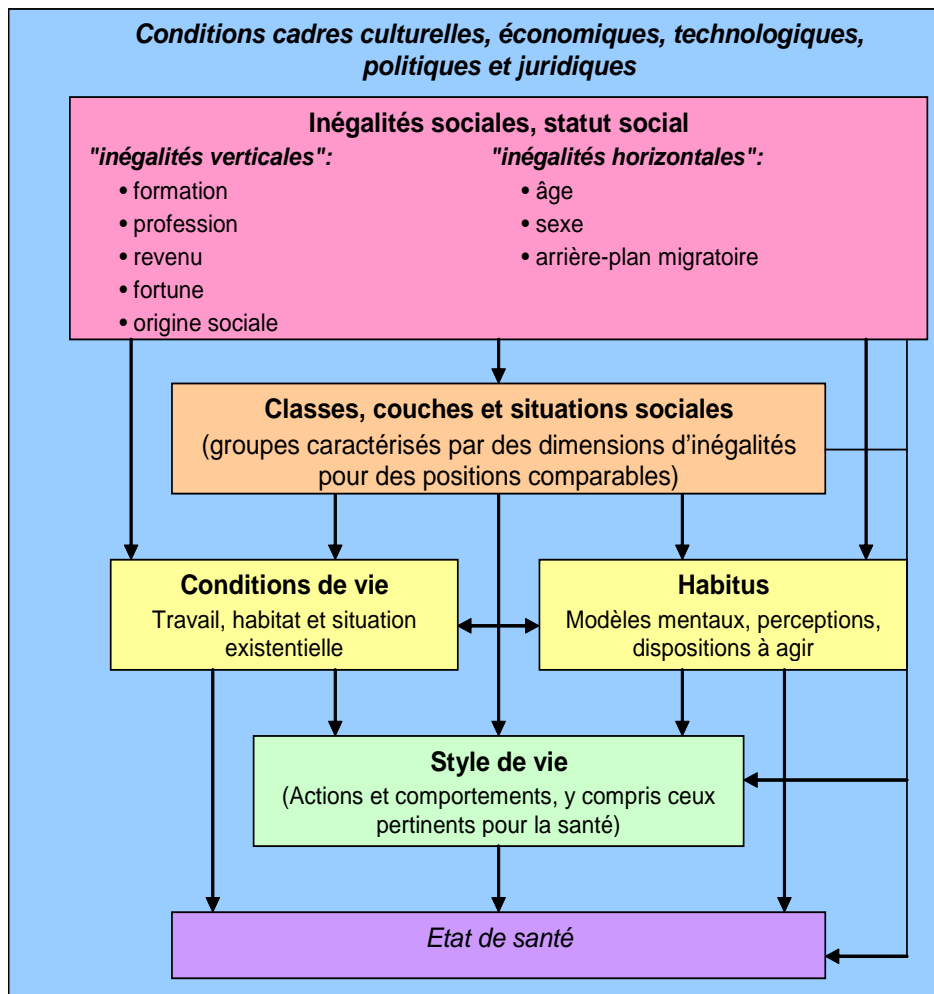 Conditions cadres culturelles, économiques, technologiques,
politiques et juridiques
Inégalités sociales, statut social
"inégalités verticales":
• formation
• profession
• revenu
• fortune
• origine sociale
"inégalités horizontales":
• âge
• sexe
• arrière-plan migratoire
Classes, couches et situations sociales
(groupes caractérisés par des dimensions d’inégalités
pour des positions comparables)
Conditions de vie
Travail, habitat et situation
existentielle
Habitus
Modèles mentaux, perceptions,
dispositions à agir
Style de vie
(Actions et comportements, y compris ceux
pertinents pour la santé)
Etat de santé